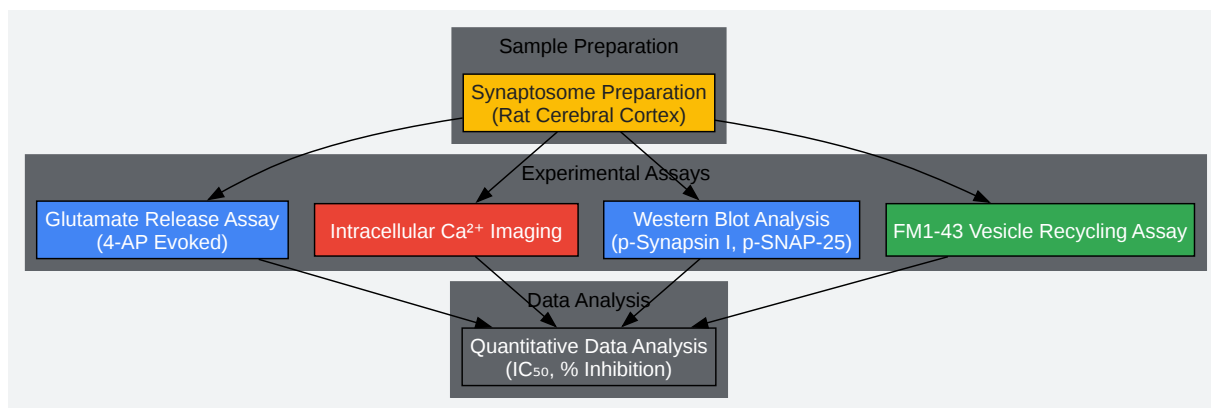 Sample Preparation
Synaptosome Preparation
(Rat Cerebral Cortex)
Experimental Assays
Glutamate Release Assay
(4-AP Evoked)
Intracellular Ca²⁺ Imaging
Western Blot Analysis
(p-Synapsin I, p-SNAP-25)
FM1-43 Vesicle Recycling Assay
Data Analysis
Quantitative Data Analysis
(IC₅₀, % Inhibition)